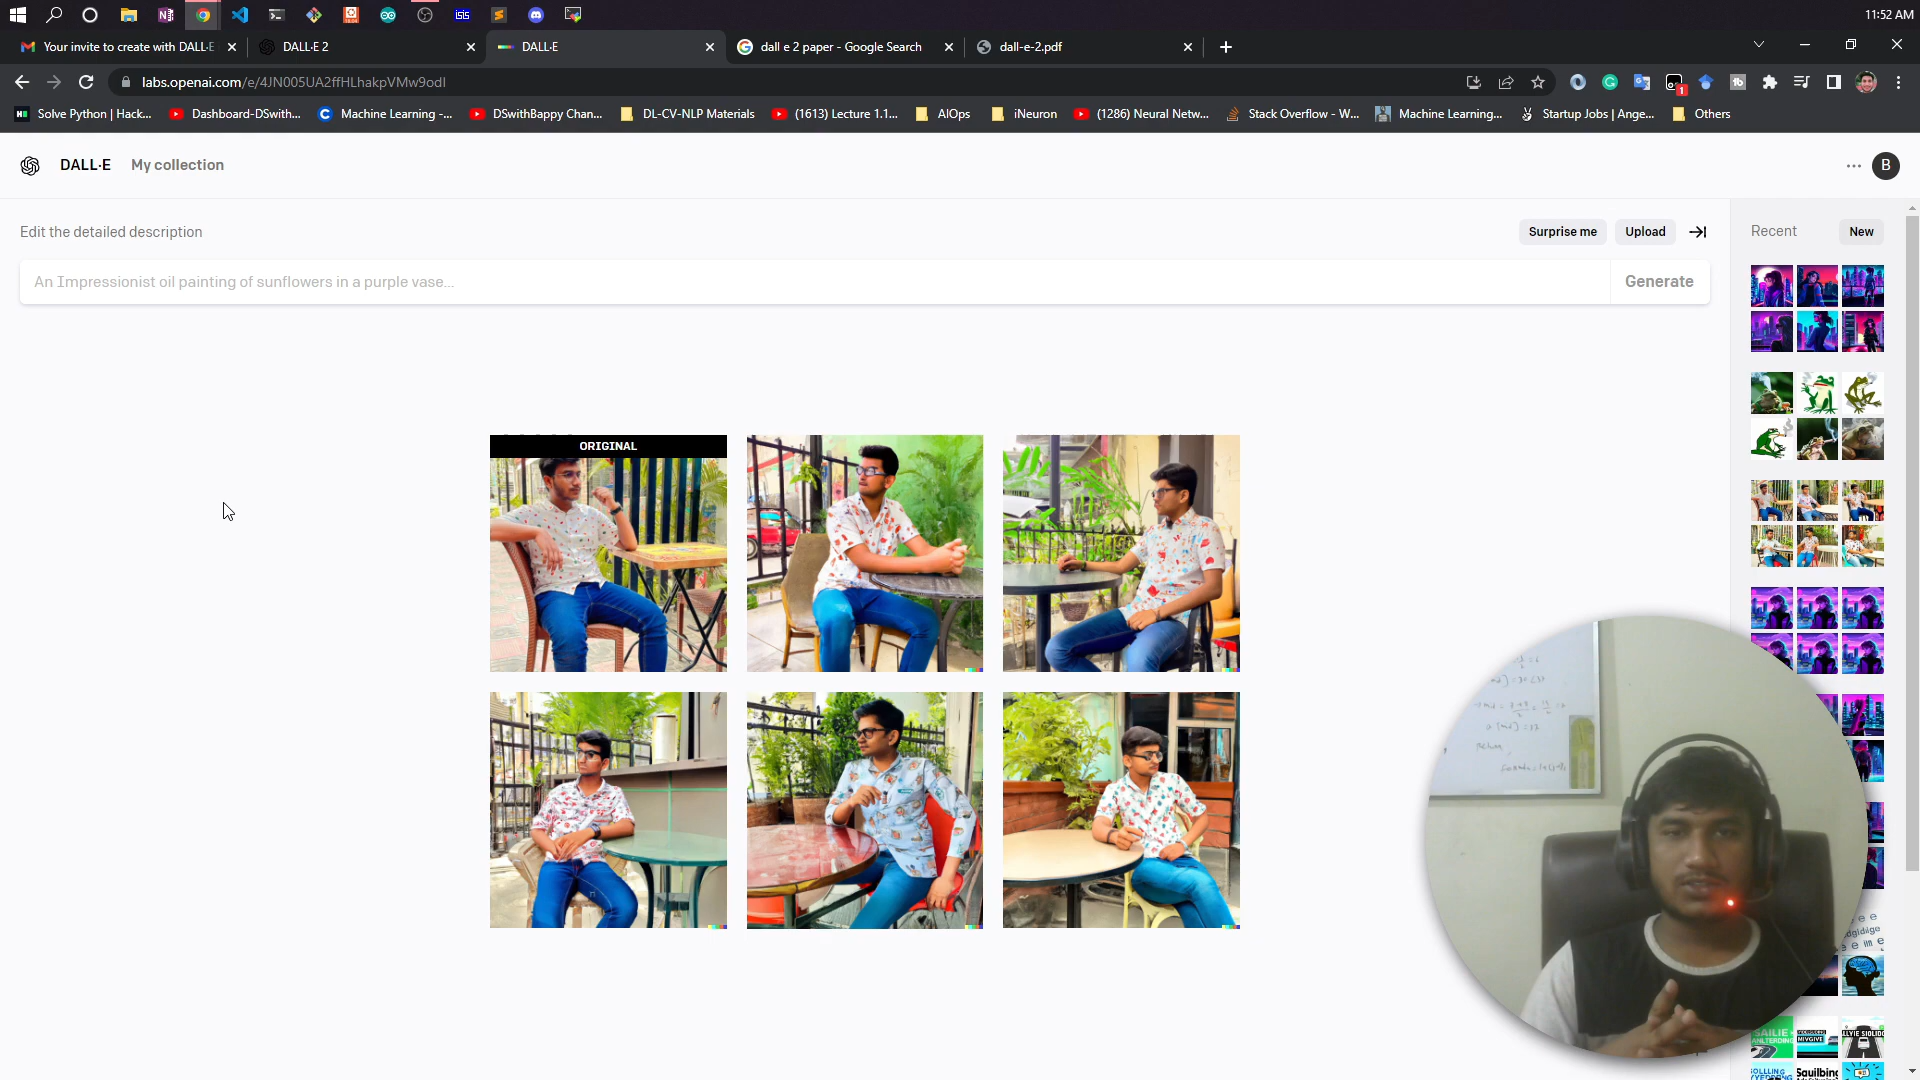 11:52 AM
Your invite to create with DALL·E
DALL·E 2
DALL·E
dall e 2 paper - Google Search
dall-e-2.pdf
labs.openai.com/e/4JN005UA2ffHLhakpVMw9odI
1
Solve Python | Hack...
Dashboard-DSwith...
Machine Learning -...
DSwithBappy Chan...
DL-CV-NLP Materials
(1613) Lecture 1.1...
AIOps
iNeuron
(1286) Neural Netw...
Stack Overflow - W...
Machine Learning...
Startup Jobs | Ange...
Others
DALL·E
My collection
B
Edit the detailed description
Surprise me
Upload
Recent
New
An Impressionist oil painting of sunflowers in a purple vase...
Generate
ORIGINAL
Return